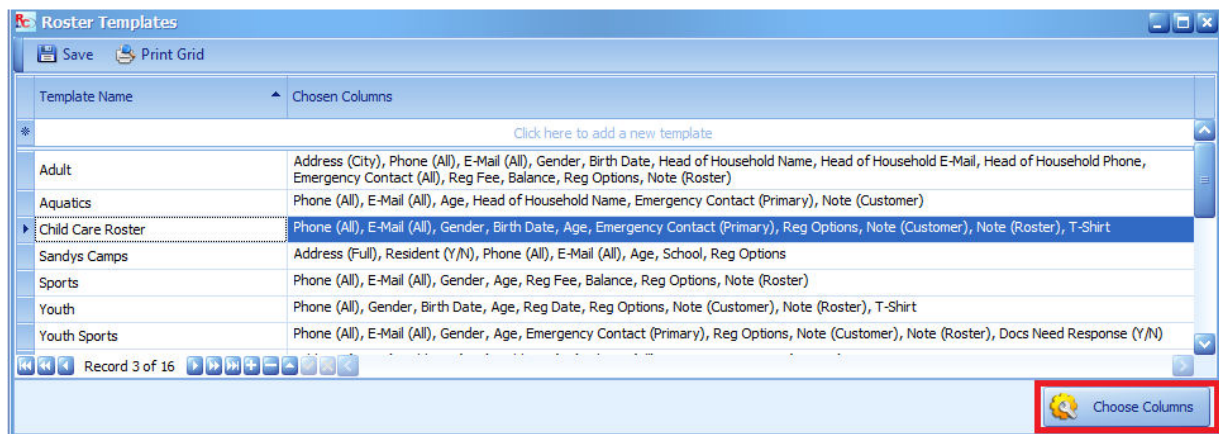 Roster Templates
Save Print Grid
Template Name Chosen Columns
Click here to add a new template
Adult Address (City), Phone (All), E-Mail (All), Gender, Birth Date, Head of Household Name, Head of Household E-Mail, Head of Household Phone,
Emergency Contact (All), Reg Fee, Balance, Reg Options, Note (Roster)
Aquatics Phone (All), E-Mail (All), Age, Head of Household Name, Emergency Contact (Primary), Note (Customer)
Child Care Roster Phone (All), E-Mail (All), Gender, Birth Date, Age, Emergency Contact (Primary), Reg Options, Note (Customer), Note (Roster), T-Shirt
Sandys Camps Address (Full), Resident (Y/N), Phone (All), E-Mail (All), Age, School, Reg Options
Sports Phone (All), E-Mail (All), Gender, Age, Reg Fee, Balance, Reg Options, Note (Roster)
Youth Phone (All), Gender, Birth Date, Age, Reg Date, Reg Options, Note (Customer), Note (Roster), T-Shirt
Youth Sports Phone (All), E-Mail (All), Gender, Age, Emergency Contact (Primary), Reg Options, Note (Customer), Note (Roster), Docs Need Response (Y/N)
Record 3 of 16
Choose Columns